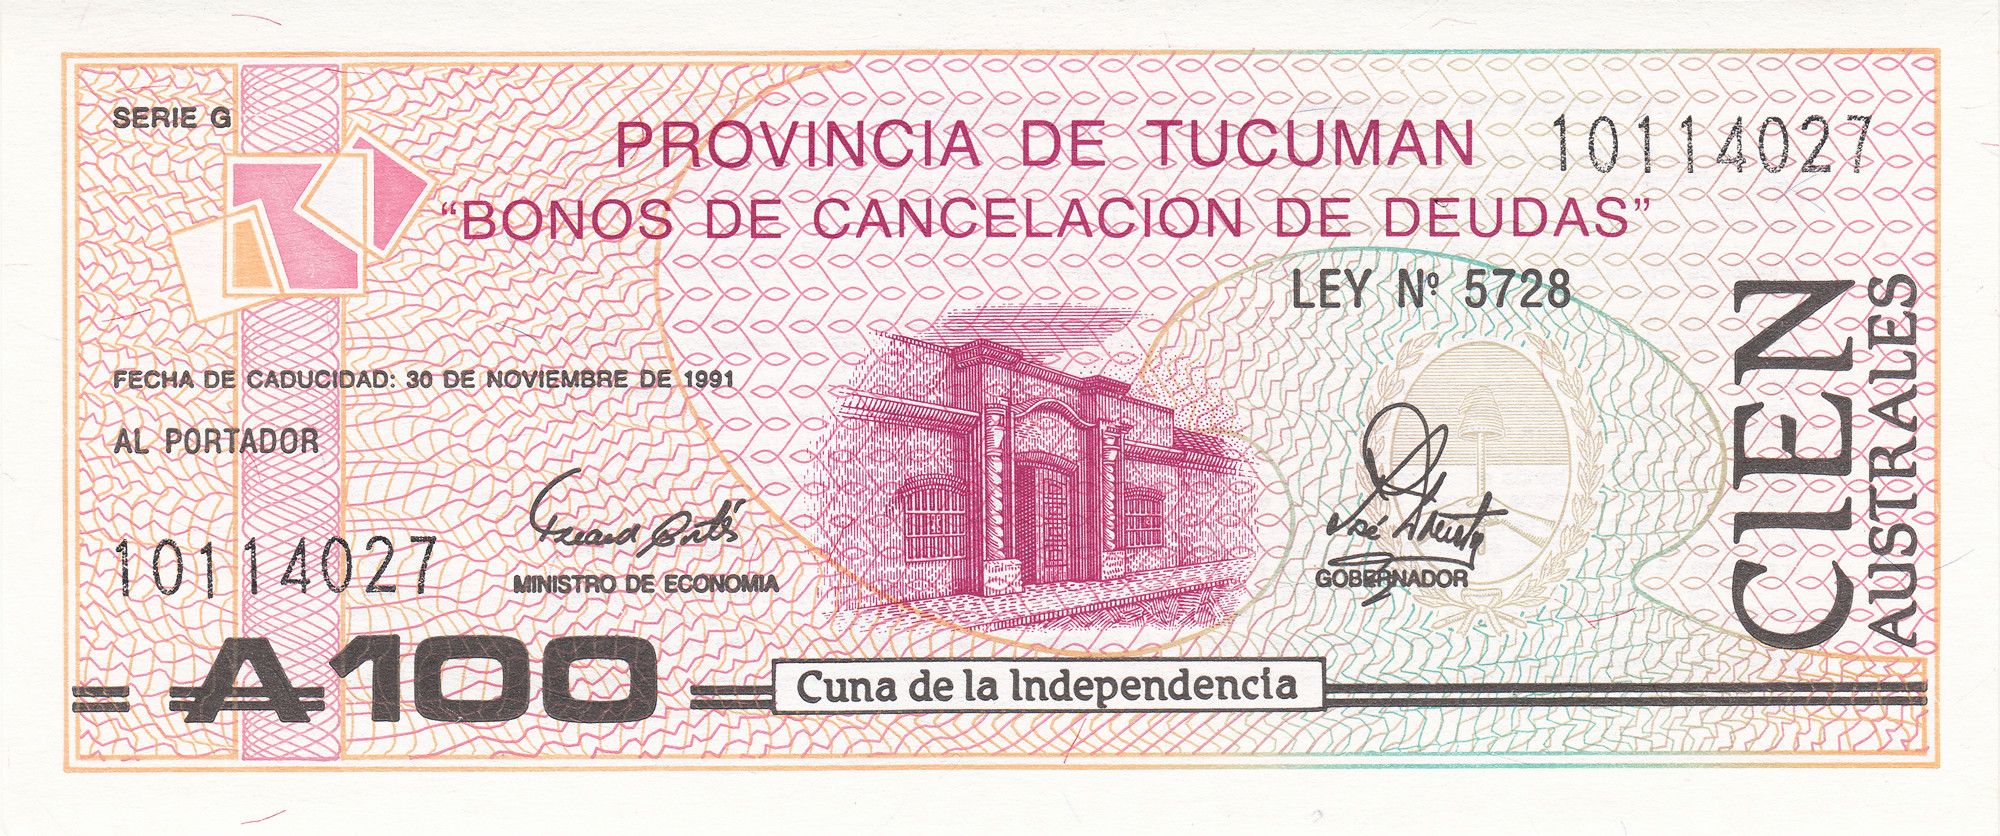 SERIE G
PROVINCIA DE TUCUMAN
10114027
"BONOS DE CANCELACION DE DEUDAS"
LEY Nº 5728
FECHA DE CADUCIDAD: 30 DE NOVIEMBRE DE 1991
AL PORTADOR
10114027
MINISTRO DE ECONOMIA
GOBERNADOR
CIEN
AUSTRALES
₳100
Cuna de la Independencia